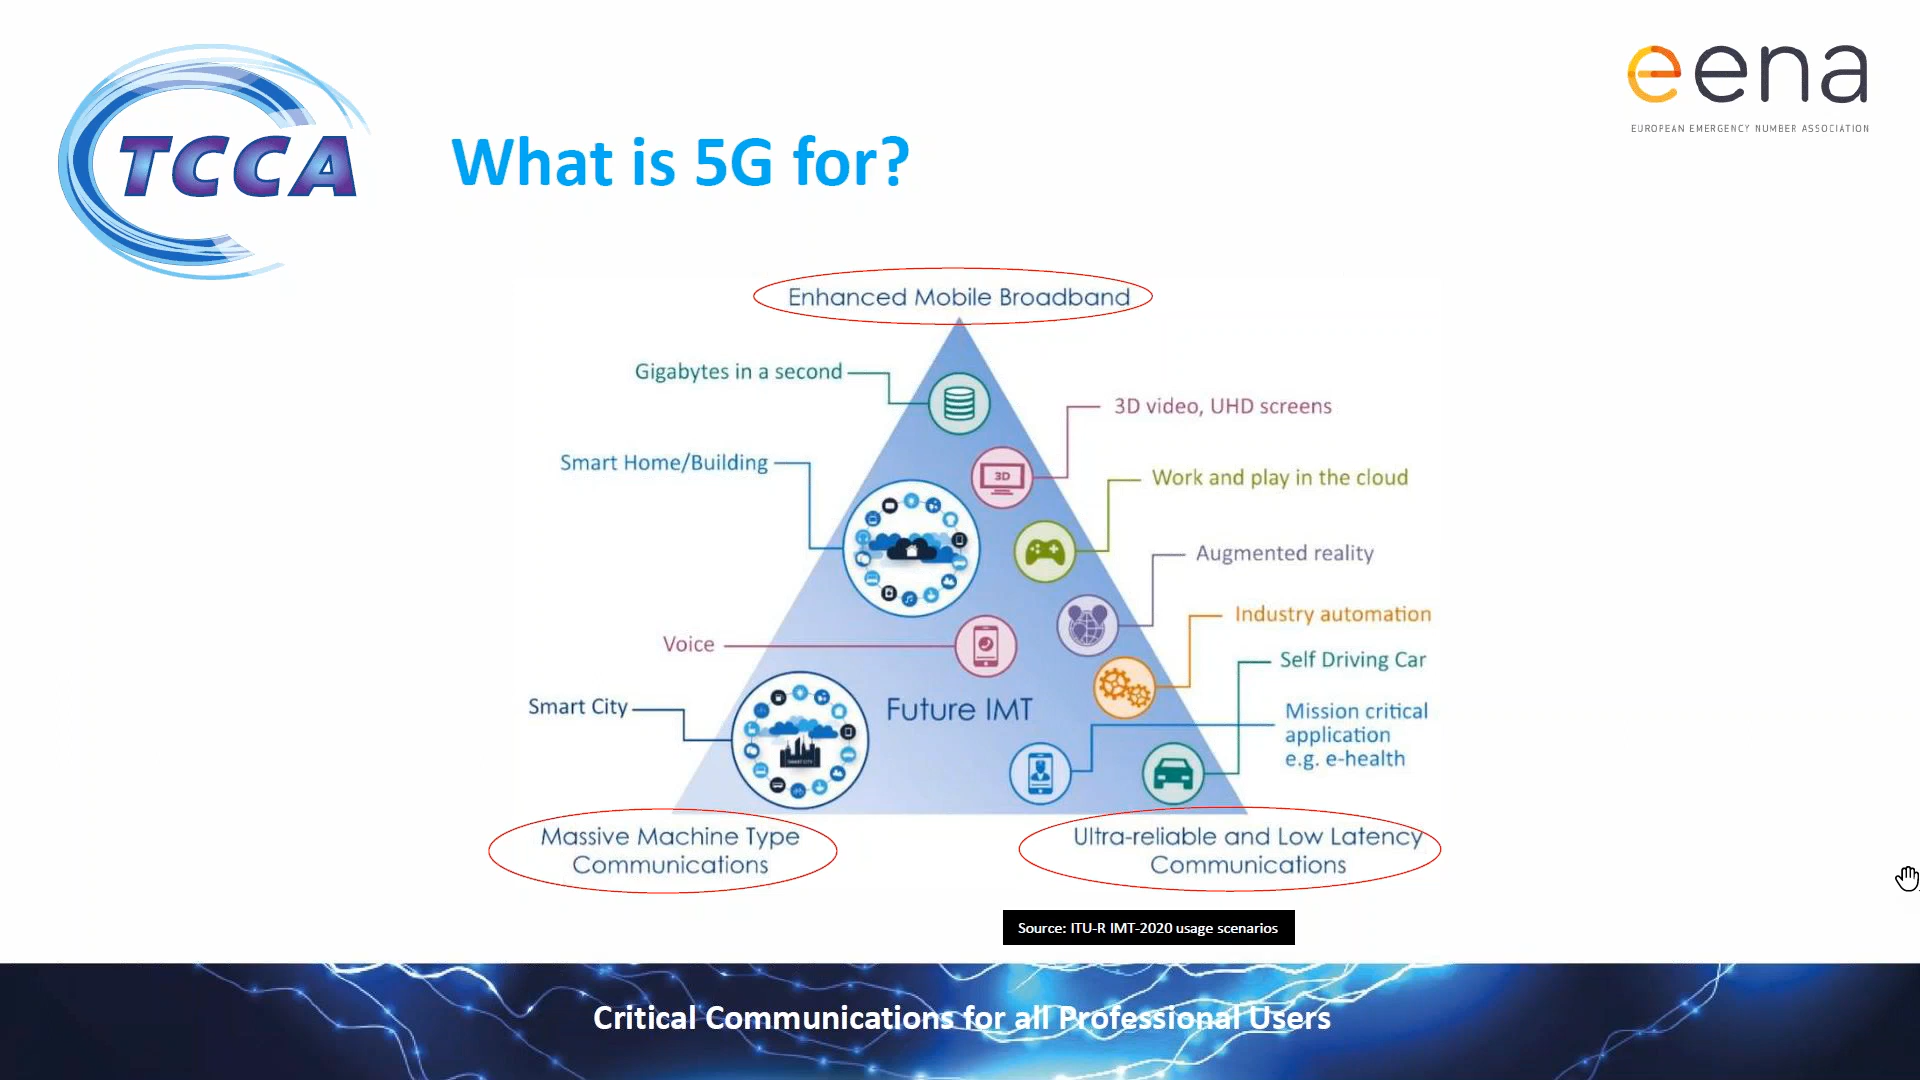 TCCA
eena
EUROPEAN EMERGENCY NUMBER ASSOCIATION
What is 5G for?
Enhanced Mobile Broadband
Gigabytes in a second
3D video, UHD screens
Smart Home/Building
3D
Work and play in the cloud
Augmented reality
Industry automation
Voice
Self Driving Car
Smart City
Future IMT
Mission critical
application
e.g. e-health
SMART CITY
Massive Machine Type
Communications
Ultra-reliable and Low Latency
Communications
Source: ITU-R IMT-2020 usage scenarios
Critical Communications for all Professional Users